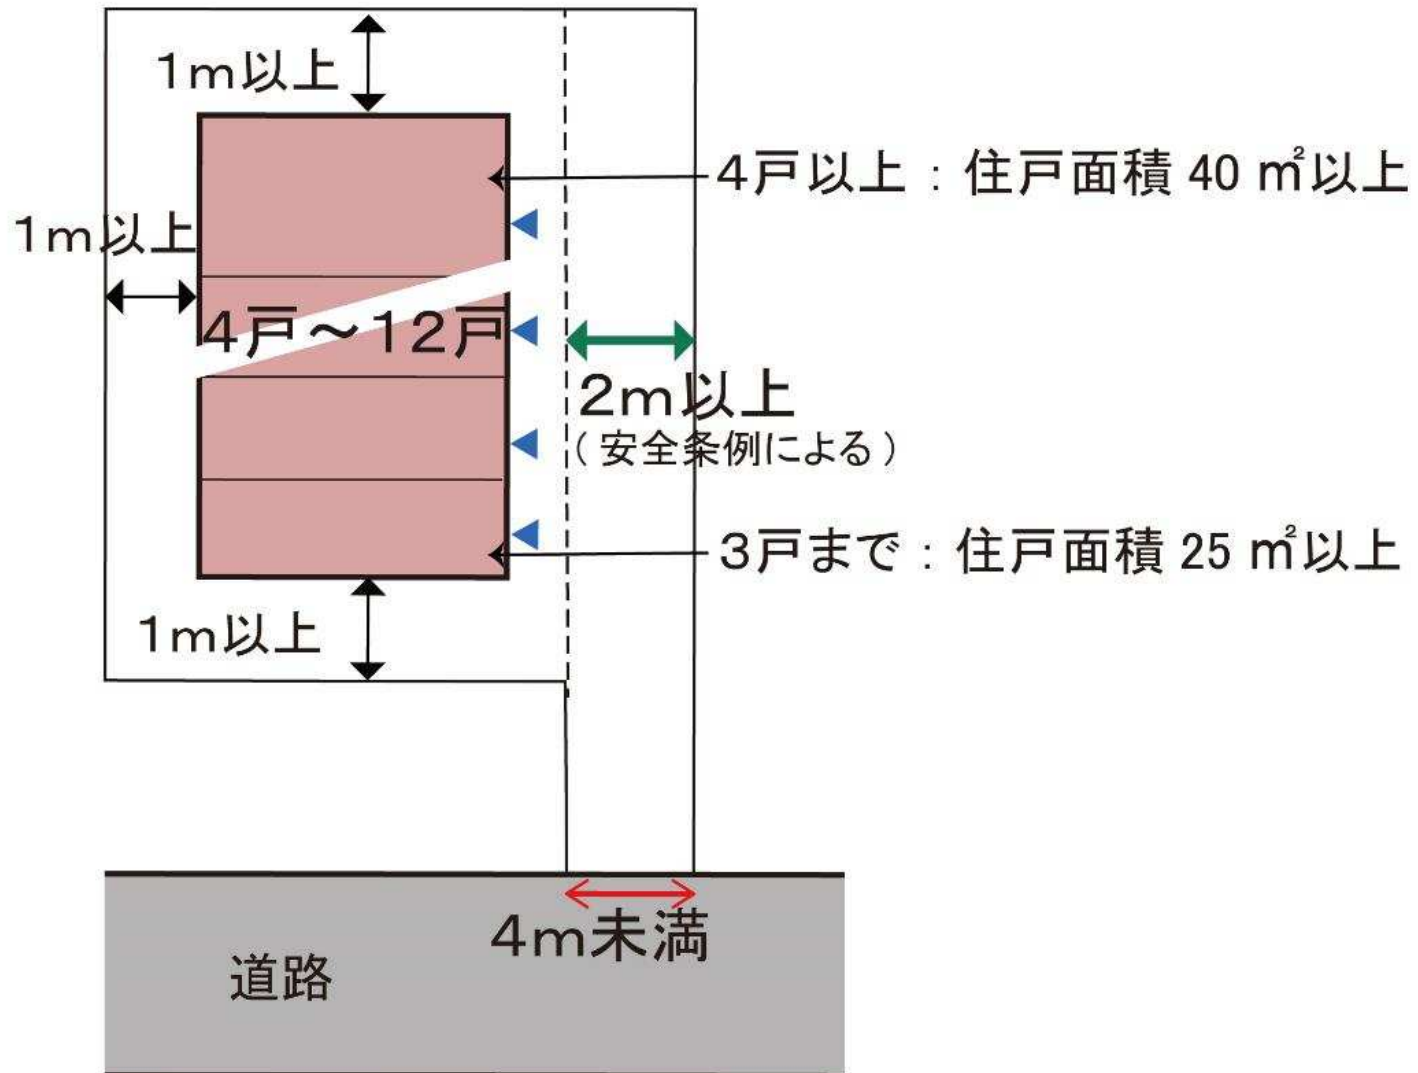 1m以上
4戸以上：住戸面積 40 ㎡以上
1m以上
4戸～12戸
2m以上
（安全条例による）
3戸まで：住戸面積 25 ㎡以上
1m以上
4m未満
道路